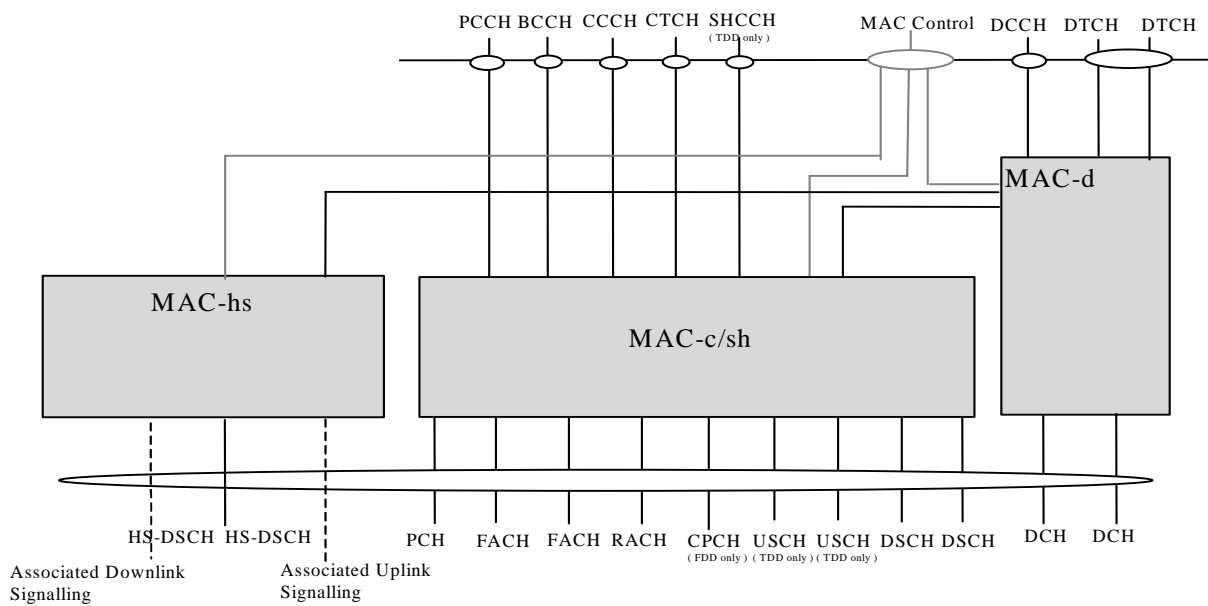 PCCH BCCH CCCH CTCH SHCCH MAC Control DCCH DTCH DTCH
( TDD only )
MAC-d
MAC-hs
MAC-c/sh
HS-DSCH HS-DSCH PCH FACH FACH RACH CPCH USCH USCH DSCH DSCH DCH DCH
( FDD only ) ( TDD only ) ( TDD only )
Associated Downlink
Signalling
Associated Uplink
Signalling